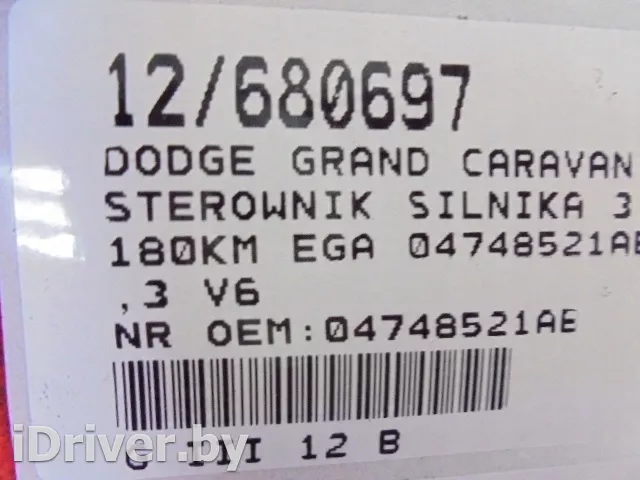 12/680697
DODGE GRAND CARAVAN
STEROWNIK SILNIKA 3
180KM EGA 04748521AE
,3 V6
NR OEM:04748521AE
G III 12 B
iDriver.by